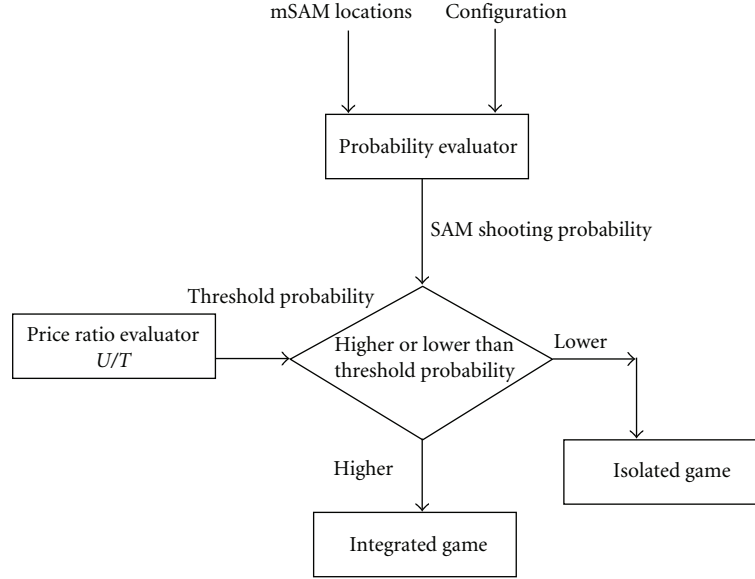 mSAM locations
Configuration
Probability evaluator
SAM shooting probability
Threshold probability
Price ratio evaluator
U/T
Higher or lower than
threshold probability
Lower
Higher
Isolated game
Integrated game